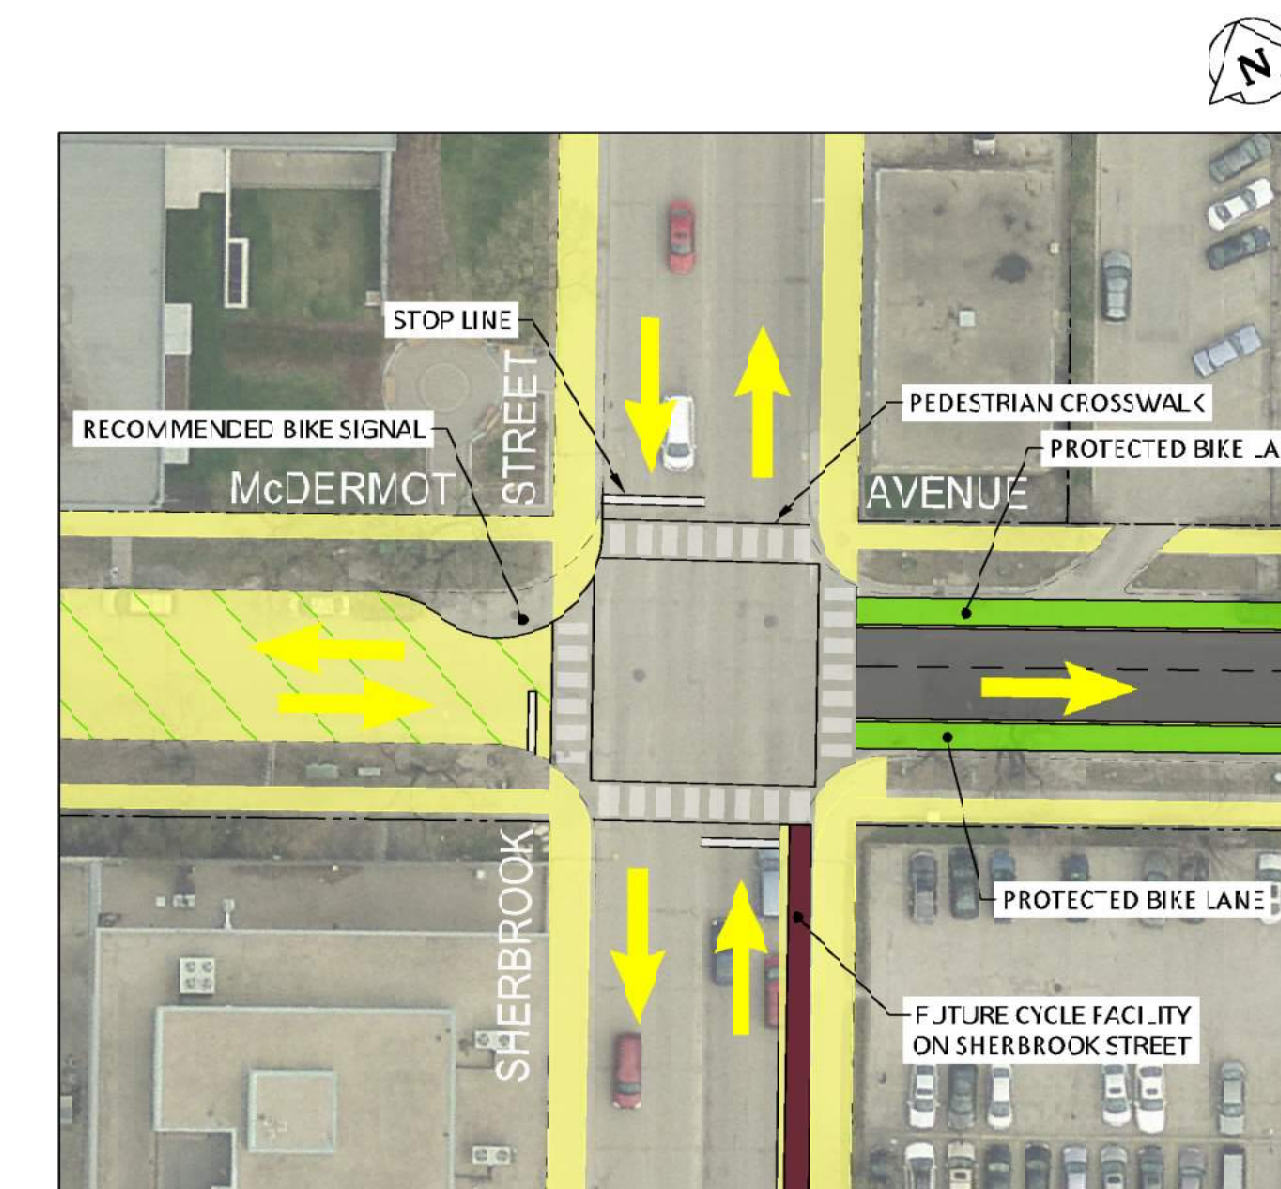 N
STOP LINE
PEDESTRIAN CROSSWALK
RECOMMENDED BIKE SIGNAL
PROTECTED BIKE LA
McDERMOT
STREET
AVENUE
SHERBROOK
PROTECTED BIKE LANE
FUTURE CYCLE FACILITY
ON SHERBROOK STREET